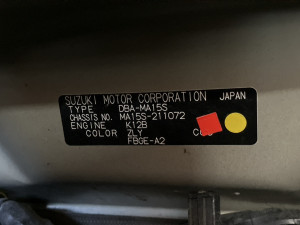 SUZUKI MOTOR CORPORATION JAPAN
TYPE DBA-MA15S
CHASSIS NO. MA15S-211072
ENGINE K12B
COLOR ZLY
FBGE-A2